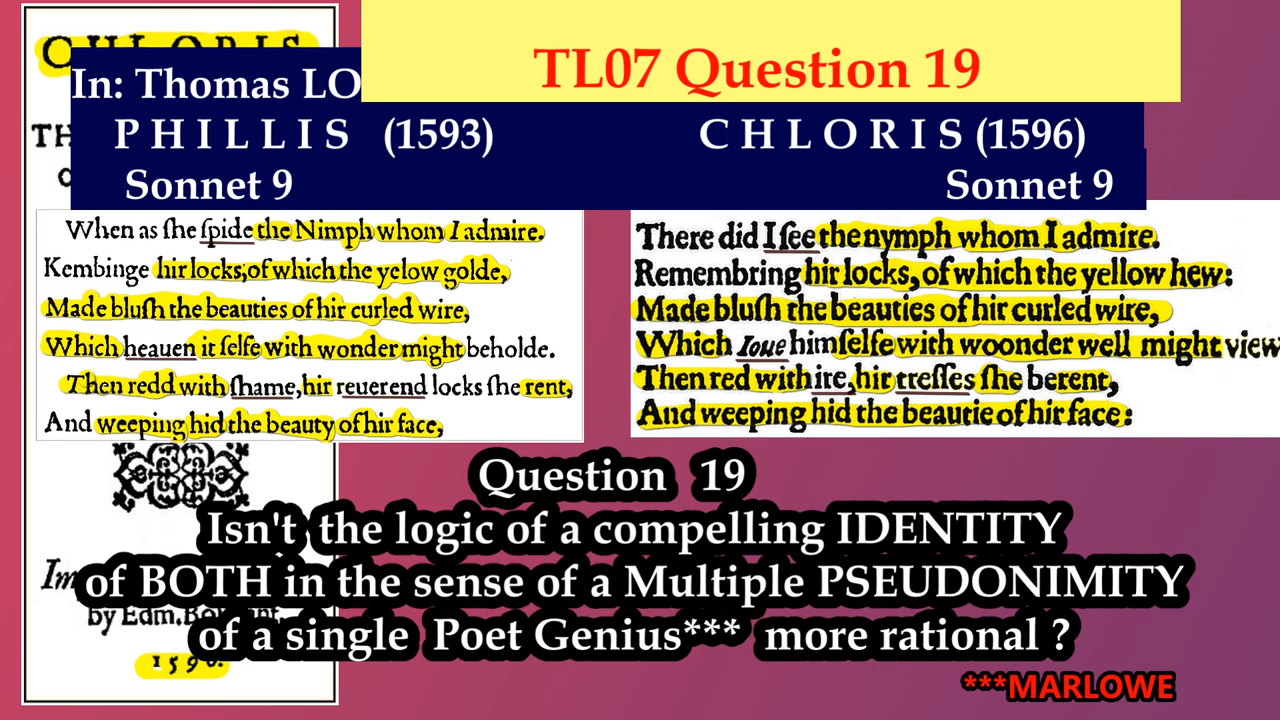 CHLORIS
TL07 Question 19
In: Thomas LO
TH
P H I L L I S (1593) C H L O R I S (1596)
Sonnet 9 Sonnet 9
When as ſhe ſpide the Nimph whom I admire.
Kembinge hir locks;of which the yelow golde,
Made bluſh the beauties of hir curled wire,
Which heauen it ſelfe with wonder might beholde.
Then redd with ſhame,hir reuerend locks ſhe rent,
And weeping hid the beauty of hir face,
There did I ſee the nymph whom I admire.
Remembring hir locks, of which the yellow hew:
Made bluſh the beauties of hir curled wire,
Which Ioue himſelfe with woonder well might view
Then red with ire, hir treſſes ſhe berent,
And weeping hid the beautie of hir face:
Question 19
Isn't the logic of a compelling IDENTITY
of BOTH in the sense of a Multiple PSEUDONIMITY
of a single Poet Genius*** more rational ?
Im
by Edm.
1596.
***MARLOWE